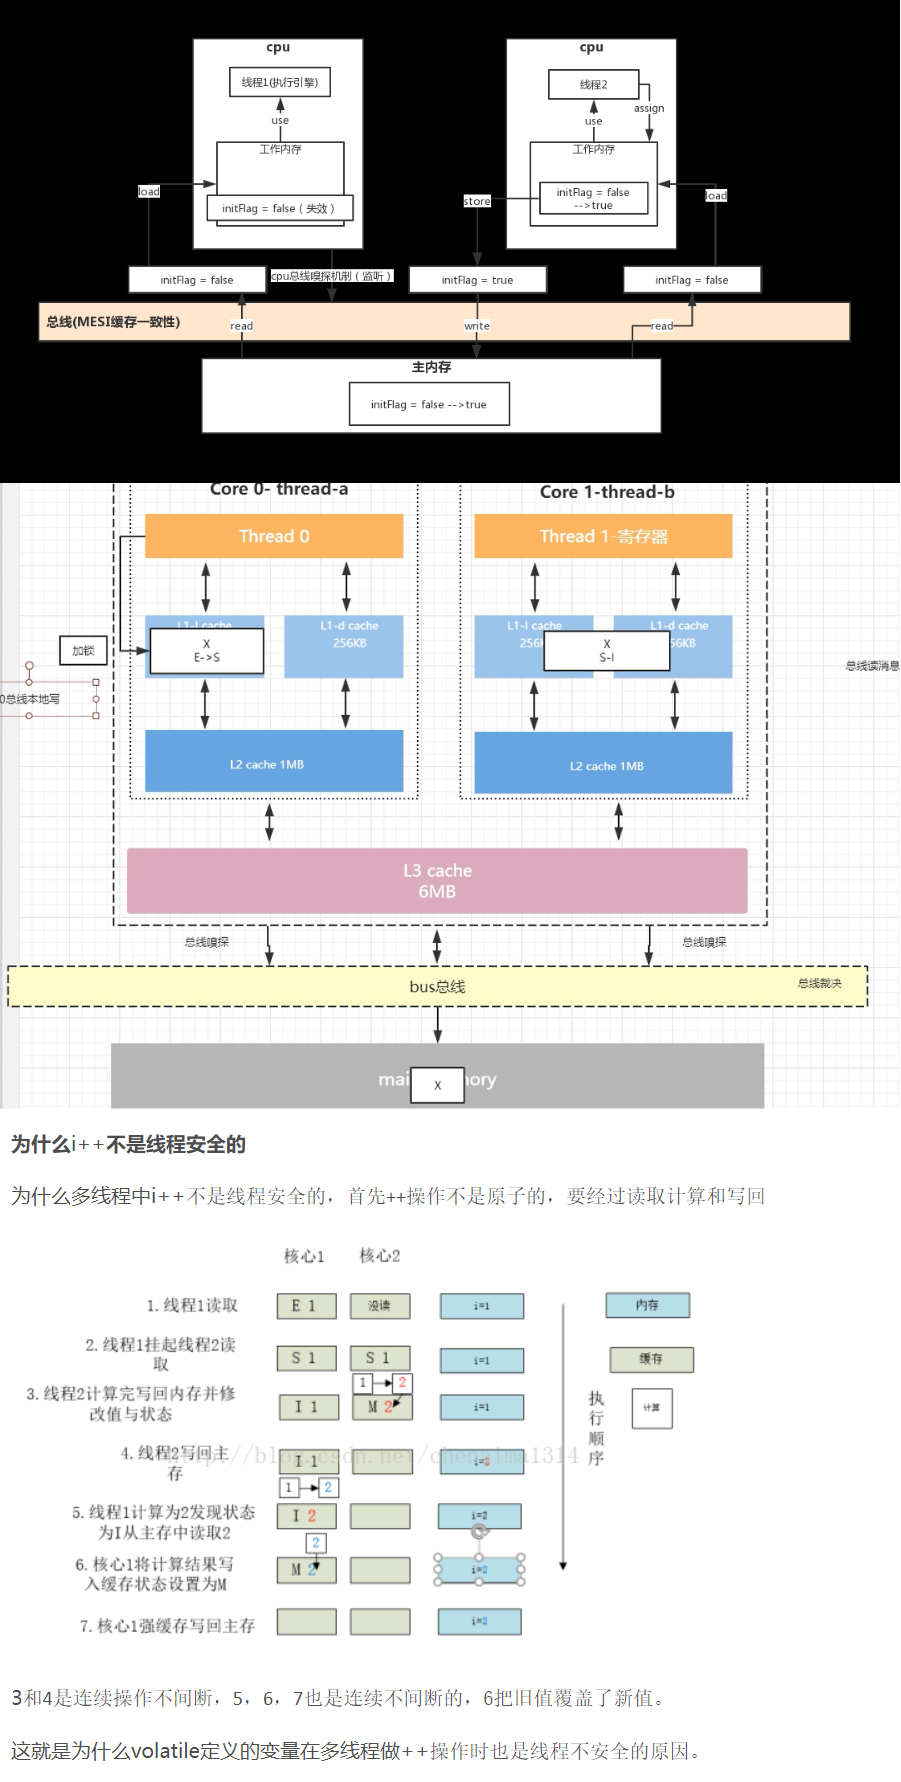 cpu
线程1(执行引擎)
use
工作内存
initFlag = false（失效）
load
initFlag = false
cpu总线嗅探机制（监听）
cpu
线程2
assign
use
工作内存
initFlag = false
-->true
store
load
initFlag = true
initFlag = false
总线(MESI缓存一致性)
read
write
read
主内存
initFlag = false -->true
Core 0- thread-a
Core 1-thread-b
Thread 0
Thread 1-寄存器
L1-I cache
L1-d cache
256KB
L1-I cache
L1-d cache
X
E->S
X
S-I
加锁
总线读消息
0总线本地写
L2 cache 1MB
L2 cache 1MB
L3 cache
6MB
总线嗅探
总线嗅探
bus总线
总线裁决
X
为什么i++不是线程安全的
为什么多线程中i++不是线程安全的，首先++操作不是原子的，要经过读取计算和写回
核心1
核心2
1.线程1读取
E 1
没读
i=1
内存
2.线程1挂起线程2读
取
S 1
S 1
i=1
缓存
1
2
3.线程2计算完写回内存并修
改值与状态
I 1
M 2
i=1
执行顺序
计算
4.线程2写回主
存
I 1
i=2
http://blog.csdn.net/chenaima1314
1
2
5.线程1计算为2发现状态
为I从主存中读取2
I 2
i=2
2
6.核心1将计算结果写
入缓存状态设置为M
M 2
i=2
7.核心1强缓存写回主存
i=2
3和4是连续操作不间断，5，6，7也是连续不间断的，6把旧值覆盖了新值。
这就是为什么volatile定义的变量在多线程做++操作时也是线程不安全的原因。